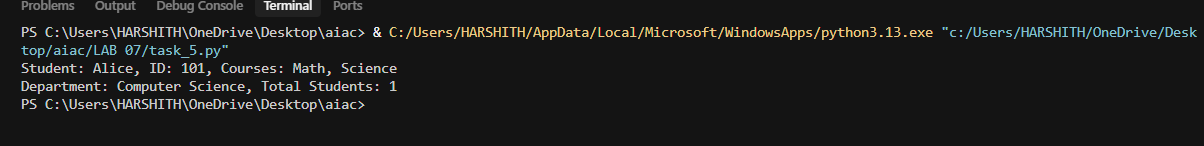 Problems Output Debug Console Terminal Ports
PS C:\Users\HARSHITH\OneDrive\Desktop\aiac> & C:/Users/HARSHITH/AppData/Local/Microsoft/WindowsApps/python3.13.exe "c:/Users/HARSHITH/OneDrive/Desk
top/aiac/LAB 07/task_5.py"
Student: Alice, ID: 101, Courses: Math, Science
Department: Computer Science, Total Students: 1
PS C:\Users\HARSHITH\OneDrive\Desktop\aiac>